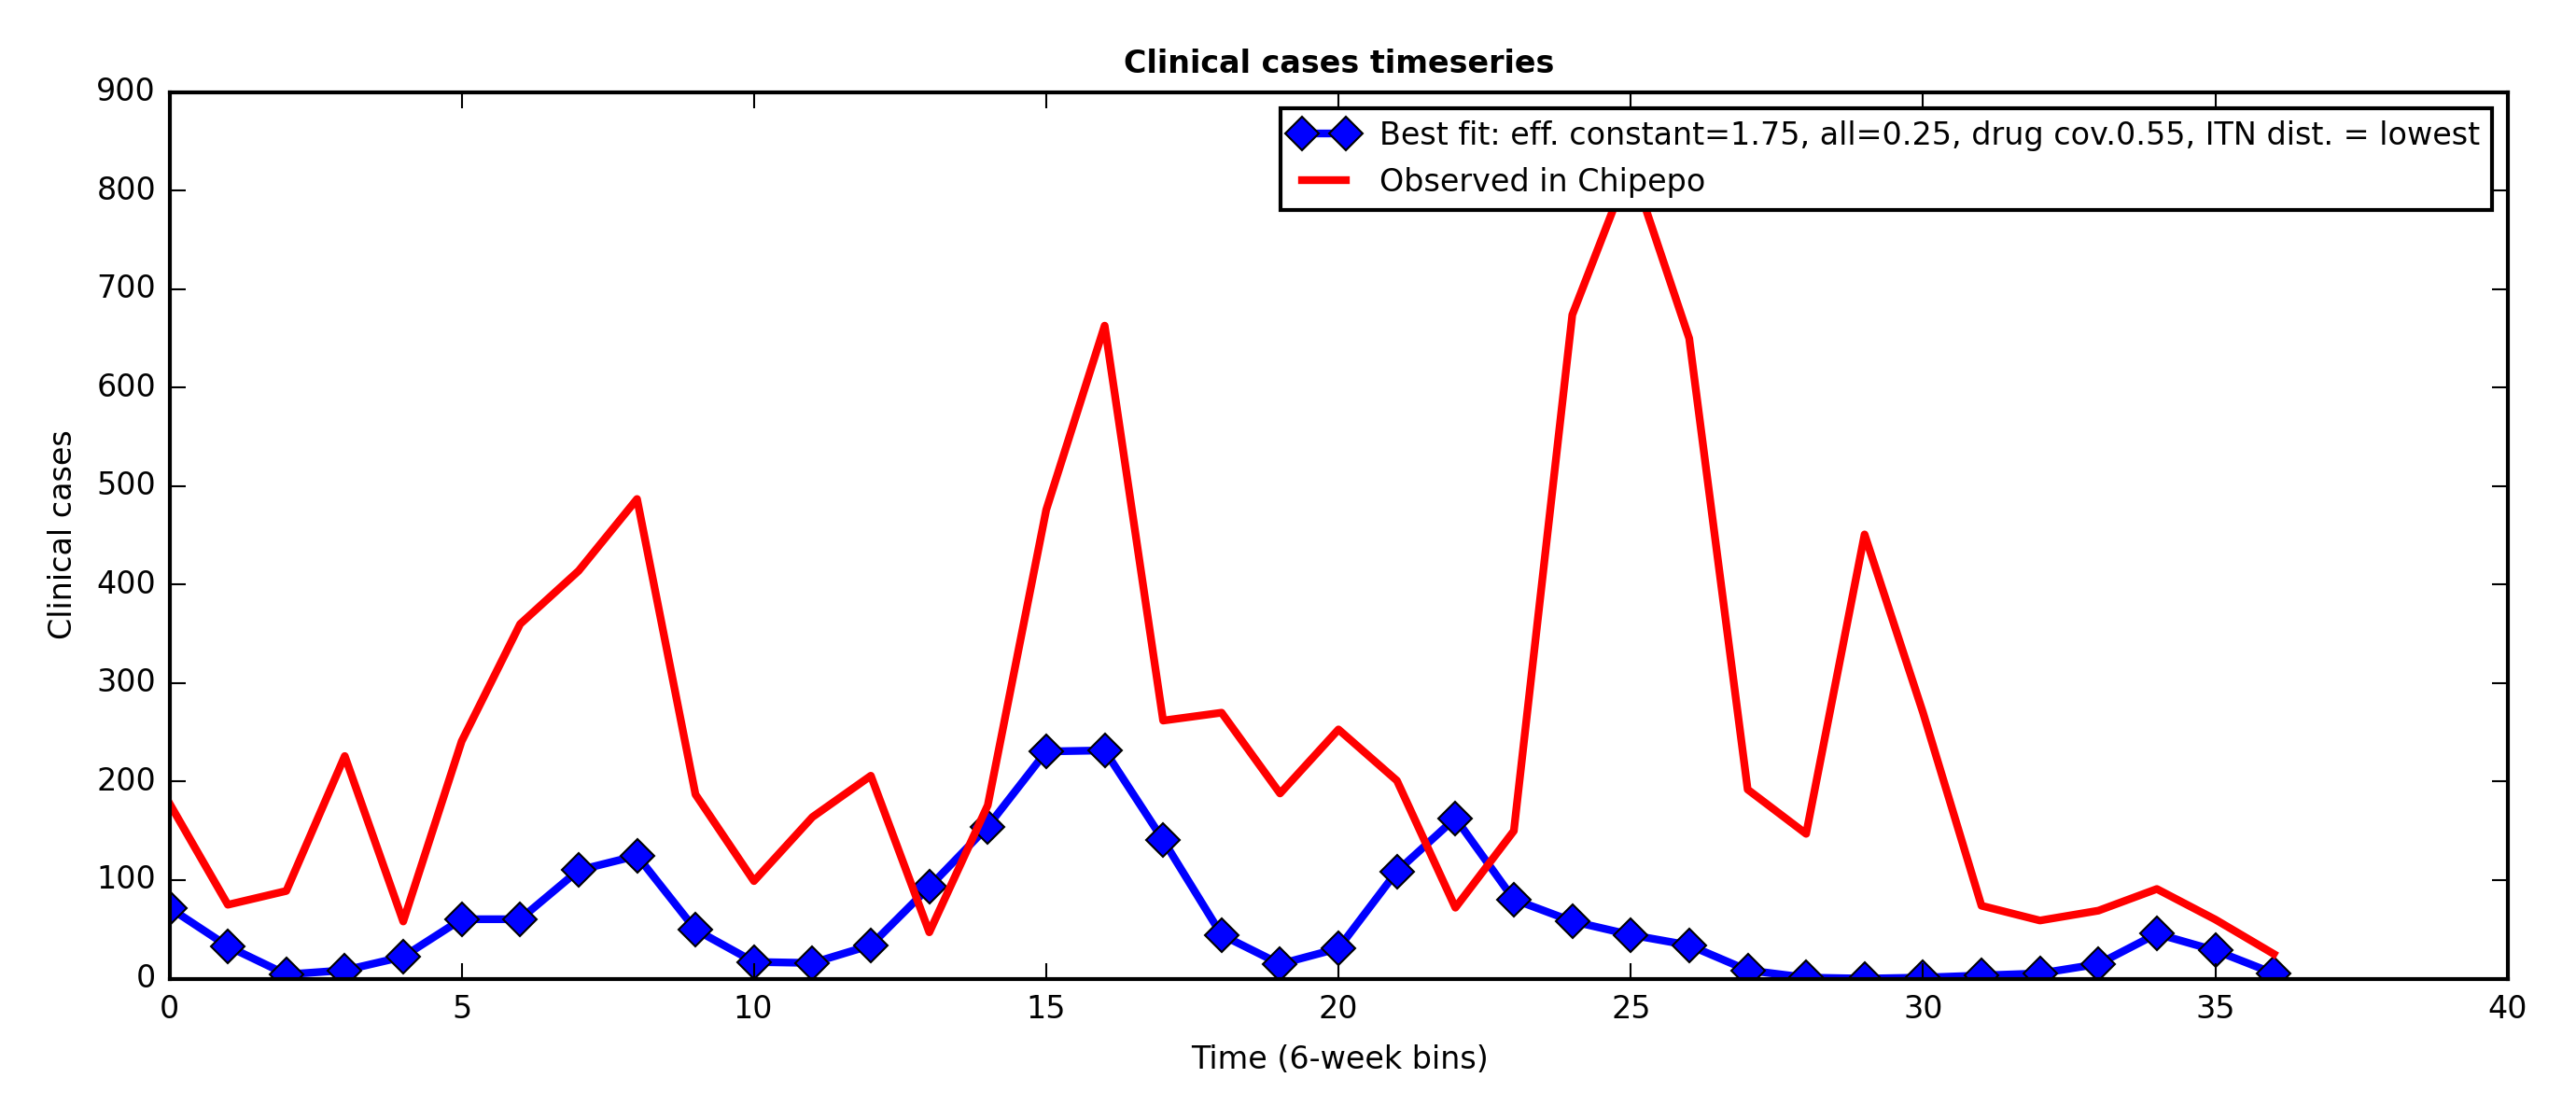 Clinical cases timeseries
900
800
700
600
500
400
300
200
100
0
Clinical cases
Best fit: eff. constant=1.75, all=0.25, drug cov.0.55, ITN dist. = lowest
Observed in Chipepo
0 5 10 15 20 25 30 35 40
Time (6-week bins)